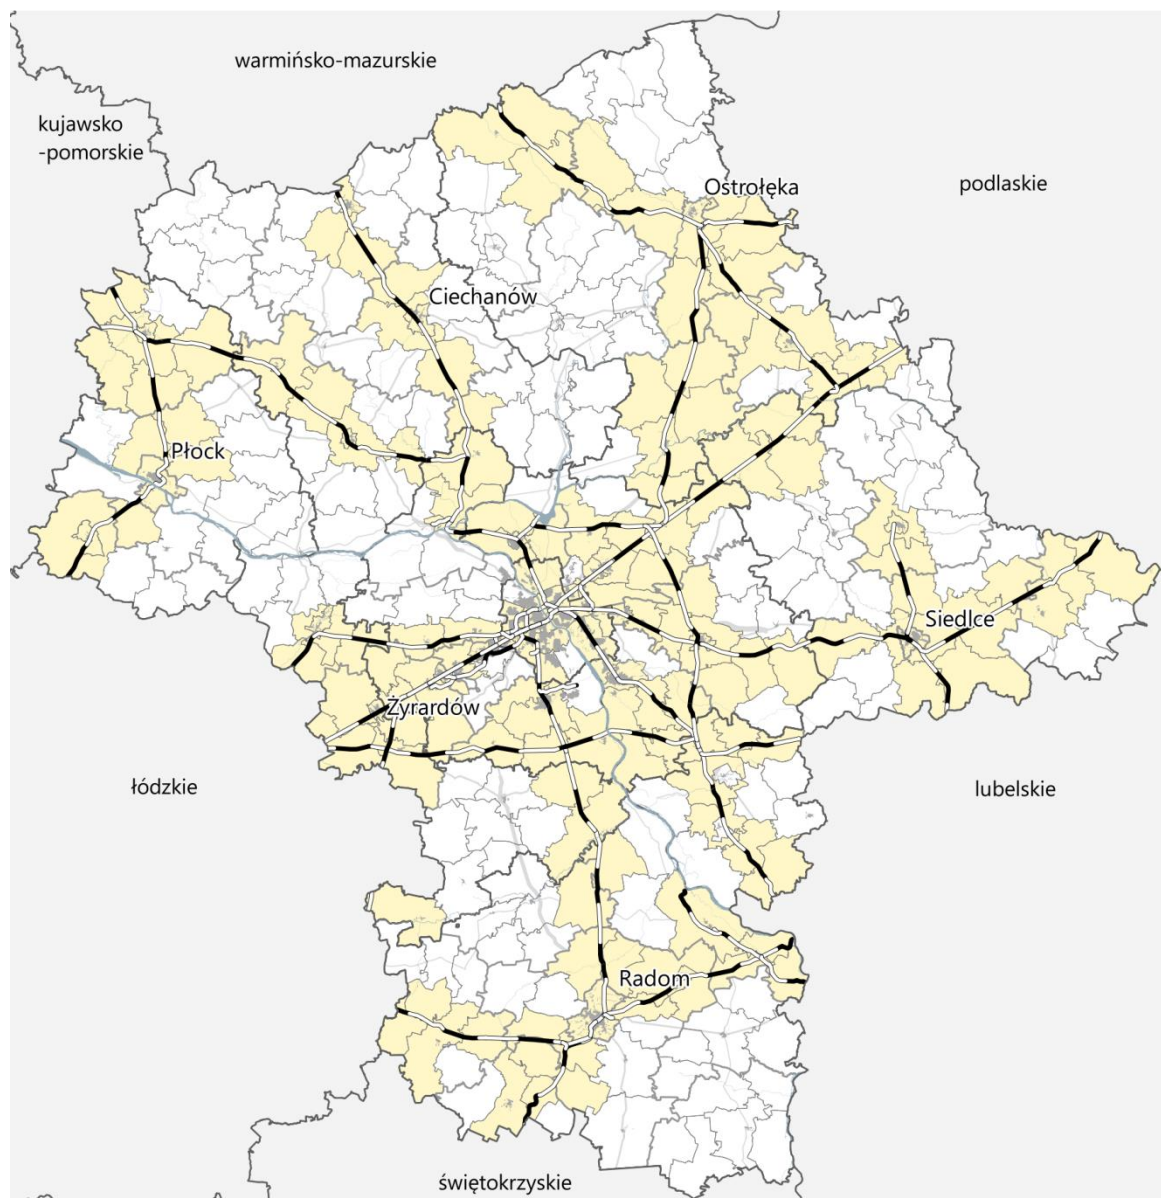 warmińsko-mazurskie
kujawsko
-pomorskie
Ostrołęka
podlaskie
Ciechanów
Płock
Siedlce
Żyrardów
łódzkie
lubelskie
Radom
świętokrzyskie